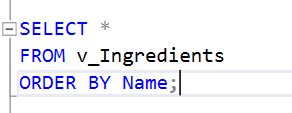 SELECT *
FROM v_Ingredients
ORDER BY Name;